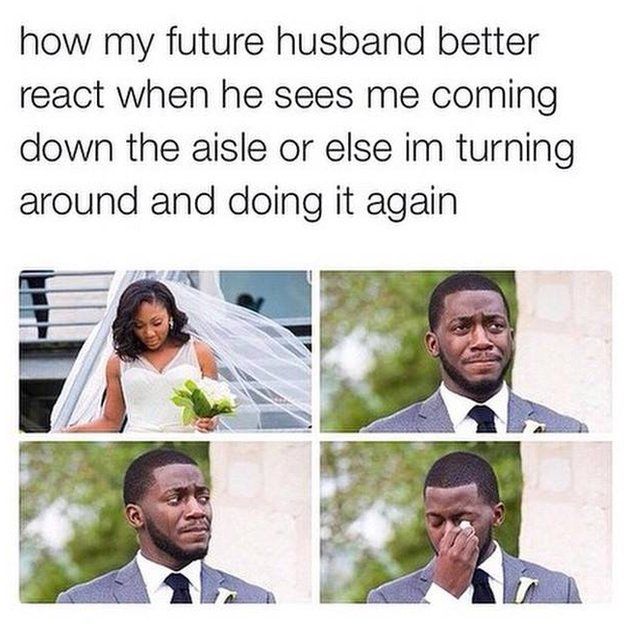 how my future husband better
react when he sees me coming
down the aisle or else im turning
around and doing it again